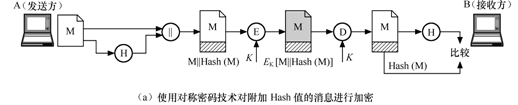 A（发送方）
B（接收方）
M
H
||
M
E
M
D
M
H
比较
M||Hash (M)
K
E_K [M||Hash (M)]
K
Hash (M)
(a) 使用对称密码技术对附加 Hash 值的消息进行加密